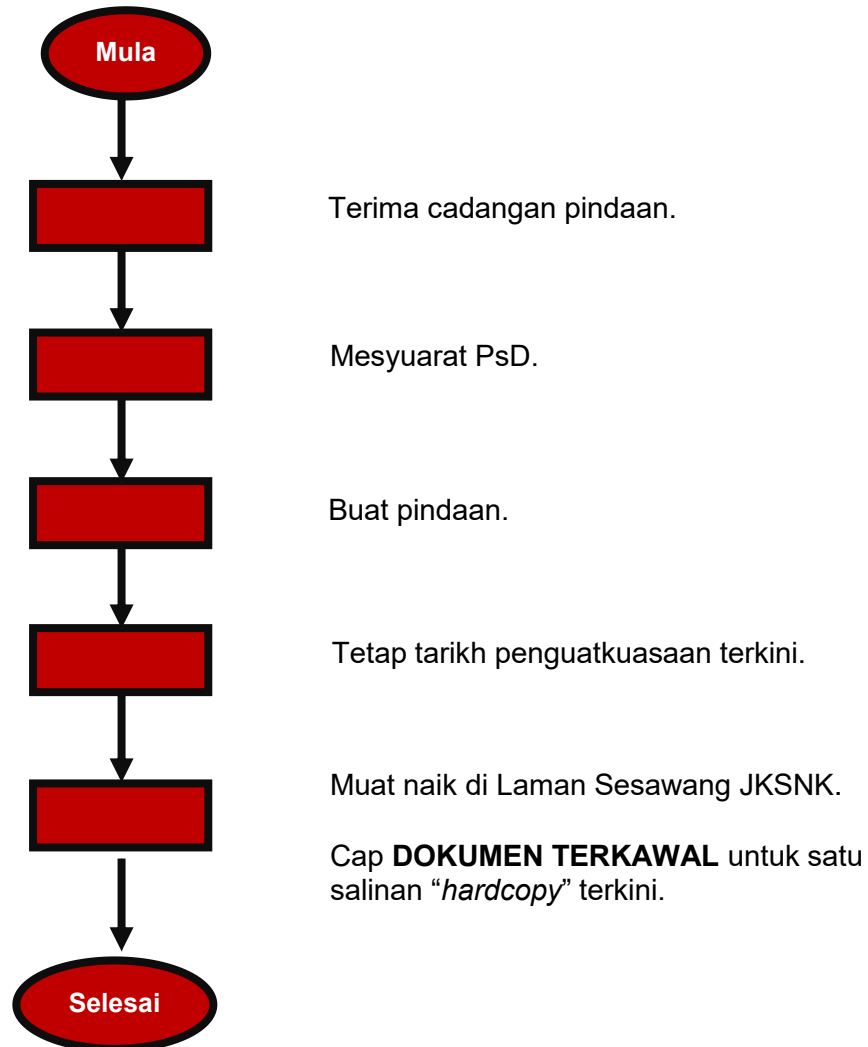 Mula
Terima cadangan pindaan.
Mesyuarat PsD.
Buat pindaan.
Tetap tarikh penguatkuasaan terkini.
Muat naik di Laman Sesawang JKSNK.
Cap DOKUMEN TERKAWAL untuk satu
salinan “hardcopy” terkini.
Selesai